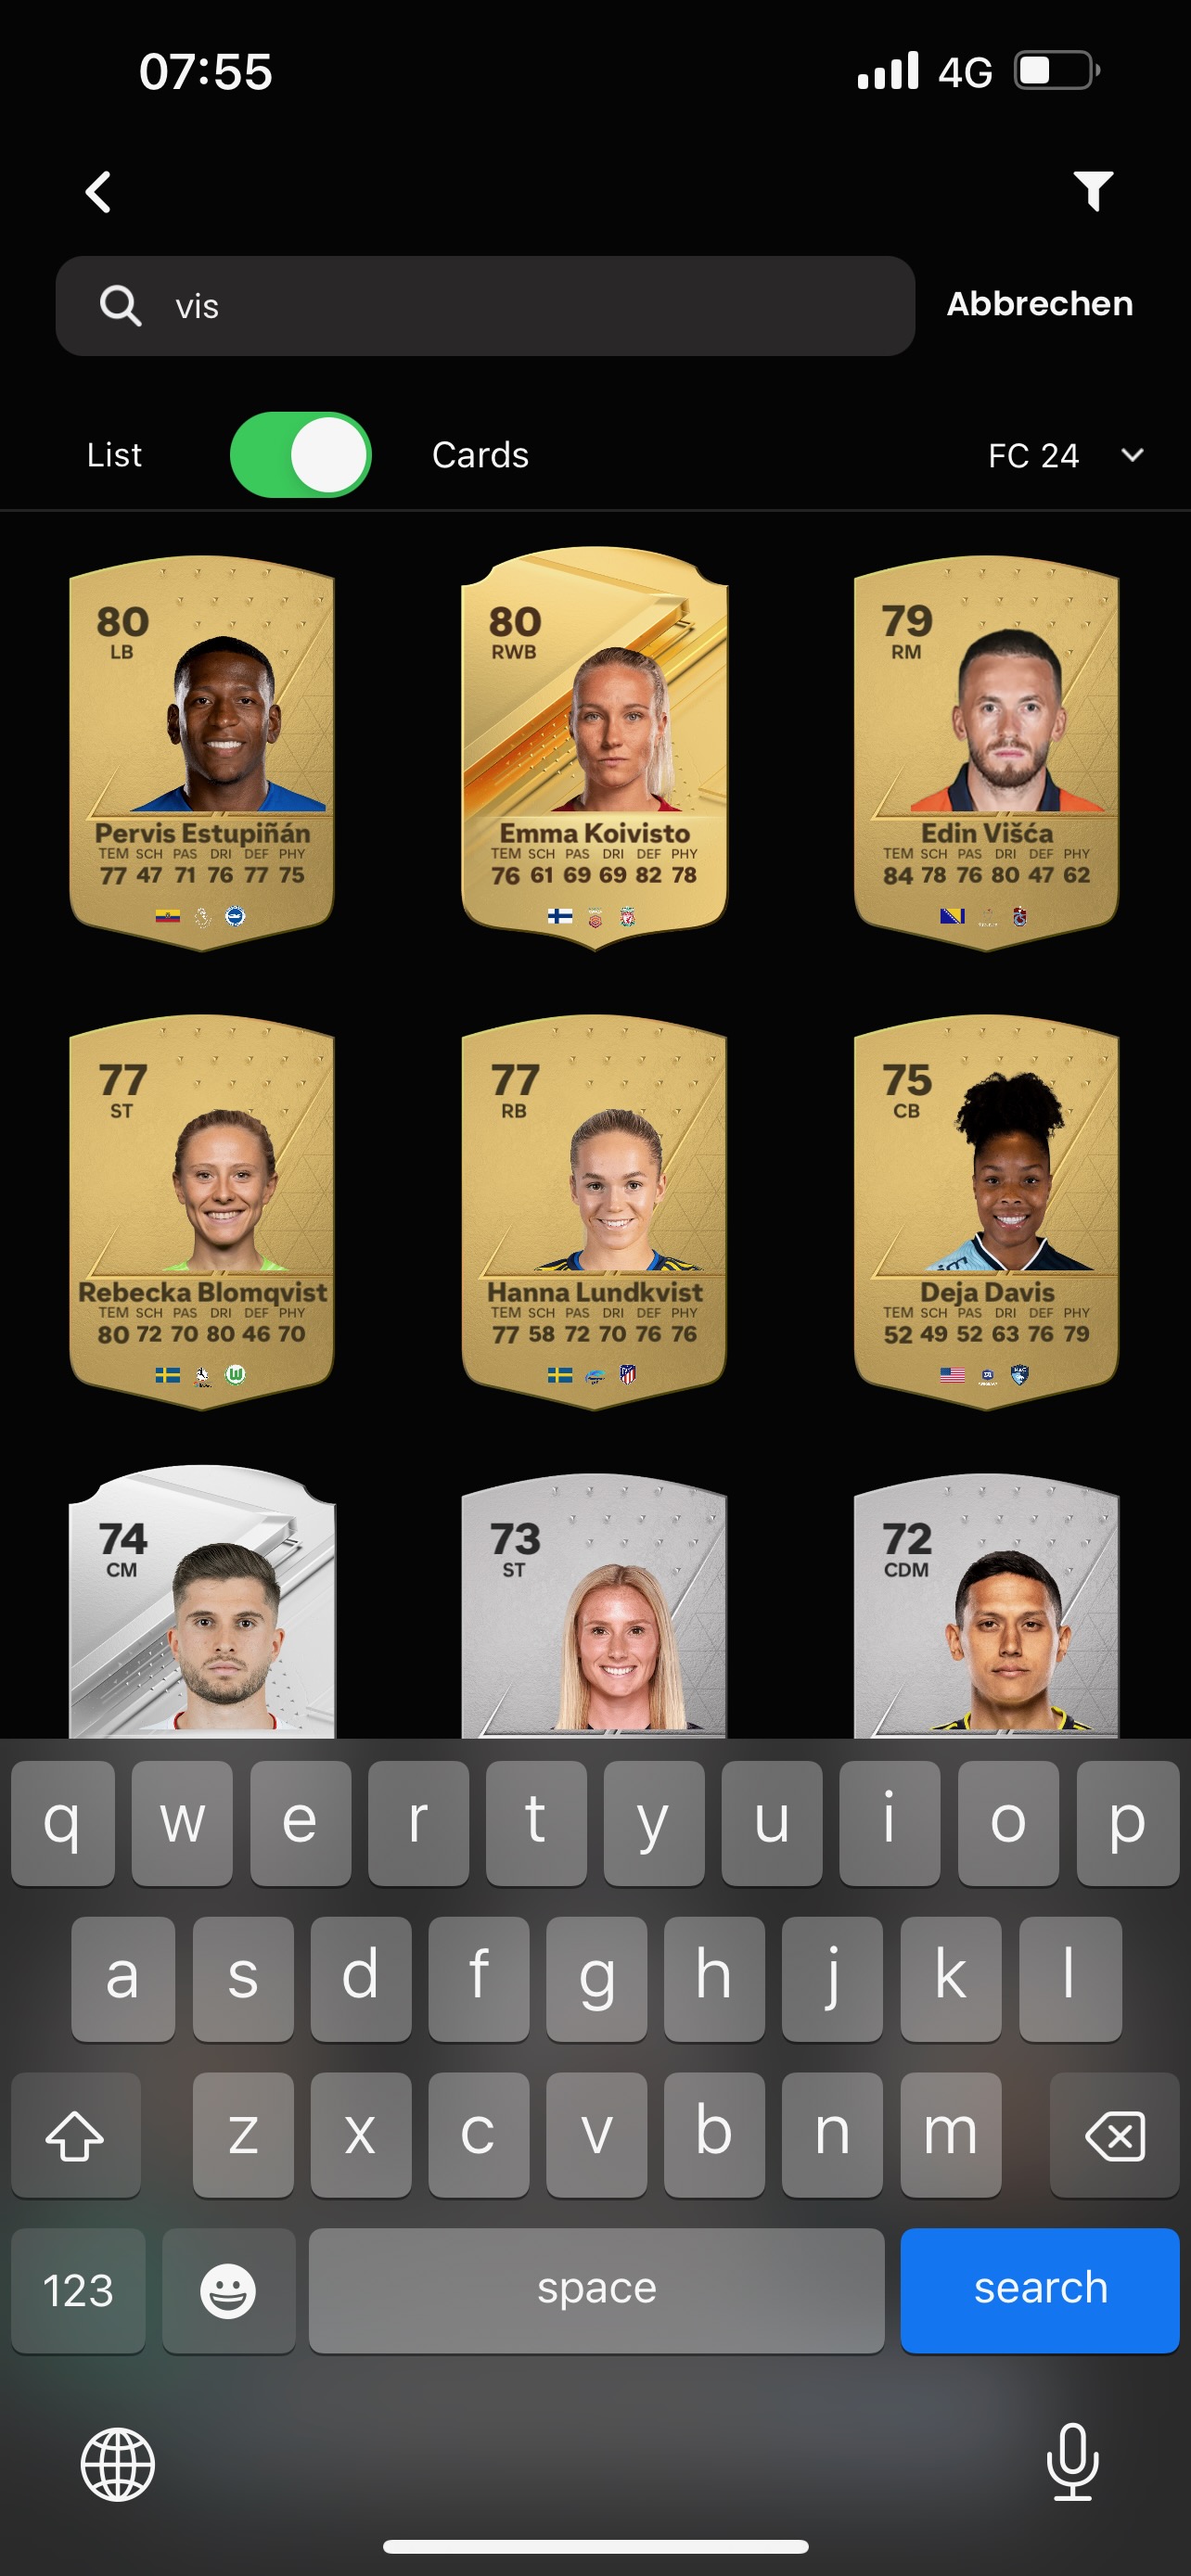 07:55
4G
vis
Abbrechen
List
Cards
FC 24
80
LB
Pervis Estupiñán
TEM SCH PAS DRI DEF PHY
77 47 71 76 77 75
80
RWB
Emma Koivisto
TEM SCH PAS DRI DEF PHY
76 61 69 69 82 78
79
RM
Edin Višća
TEM SCH PAS DRI DEF PHY
84 78 76 80 47 62
77
ST
Rebecka Blomqvist
TEM SCH PAS DRI DEF PHY
80 72 70 80 46 70
77
RB
Hanna Lundkvist
TEM SCH PAS DRI DEF PHY
77 58 72 70 76 76
75
CB
Deja Davis
TEM SCH PAS DRI DEF PHY
52 49 52 63 76 79
74
CM
73
ST
72
CDM
q w e r t y u i o p
a s d f g h j k l
z x c v b n m
123
space
search